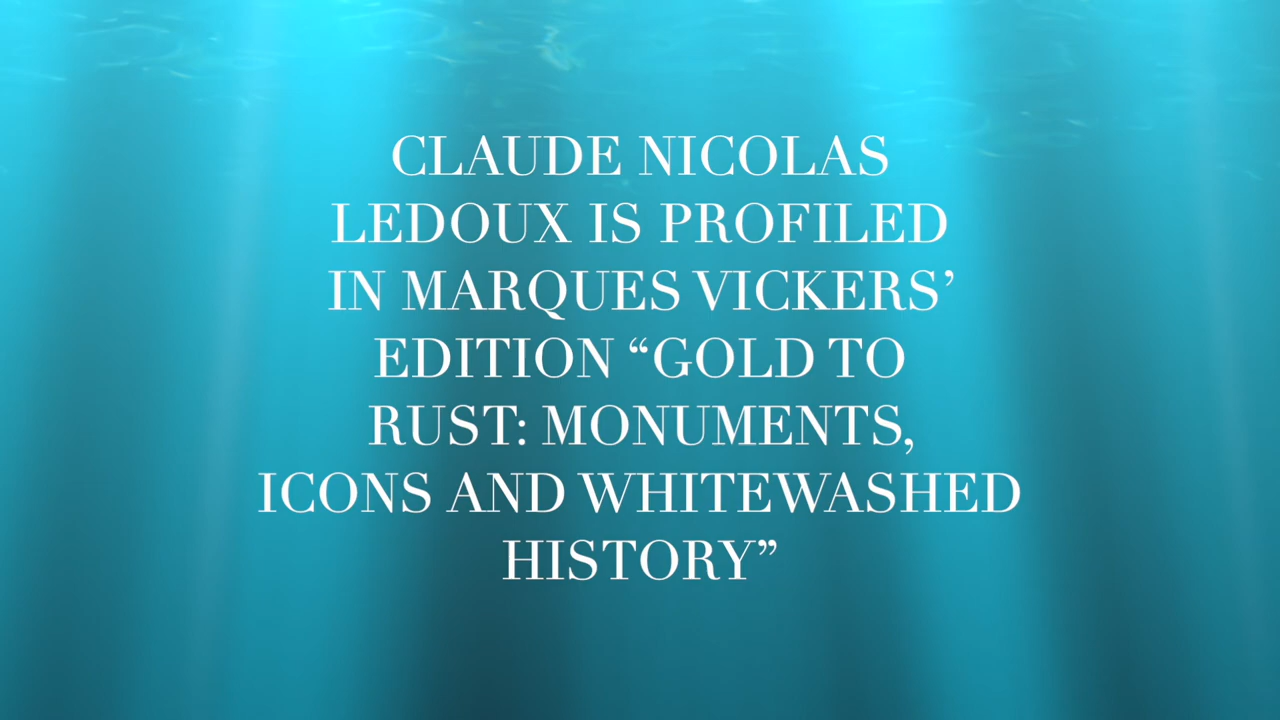 CLAUDE NICOLAS
LEDOUX IS PROFILED
IN MARQUES VICKERS’
EDITION “GOLD TO
RUST: MONUMENTS,
ICONS AND WHITEWASHED
HISTORY”